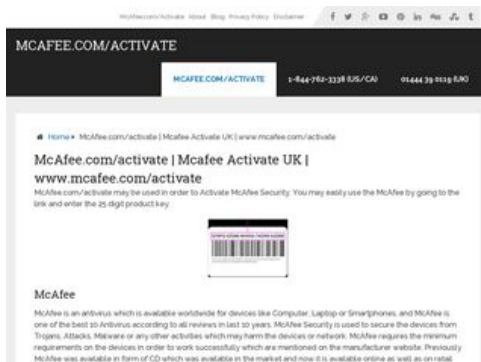 McAfee.com/Activate About Blog Privacy Policy Disclaimer
MCAFEE.COM/ACTIVATE
MCAFEE.COM/ACTIVATE 1-844-762-3338 (US/CA) 01444 39 0119 (UK)
Home McAfee.com/activate | Mcafee Activate UK | www.mcafee.com/activate
McAfee.com/activate | Mcafee Activate UK |
www.mcafee.com/activate
McAfee.com/activate may be used in order to Activate McAfee Security. You may easily use the McAfee by going to the
link and enter the 25 digit product key.
McAfee
McAfee is an antivirus which is available worldwide for devices like Computer, Laptop or Smartphones, and McAfee is
one of the best 10 Antivirus according to all reviews in last 10 years. McAfee Security is used to secure the devices from
Trojans, Attacks, Malware or any other activities which may harm the devices or network. McAfee requires the minimum
requirements on the devices in order to work successfully which are mentioned on the manufacturer website. Previously
McAfee was available in form of CD which was available in the market and now it is available online as well as on retail